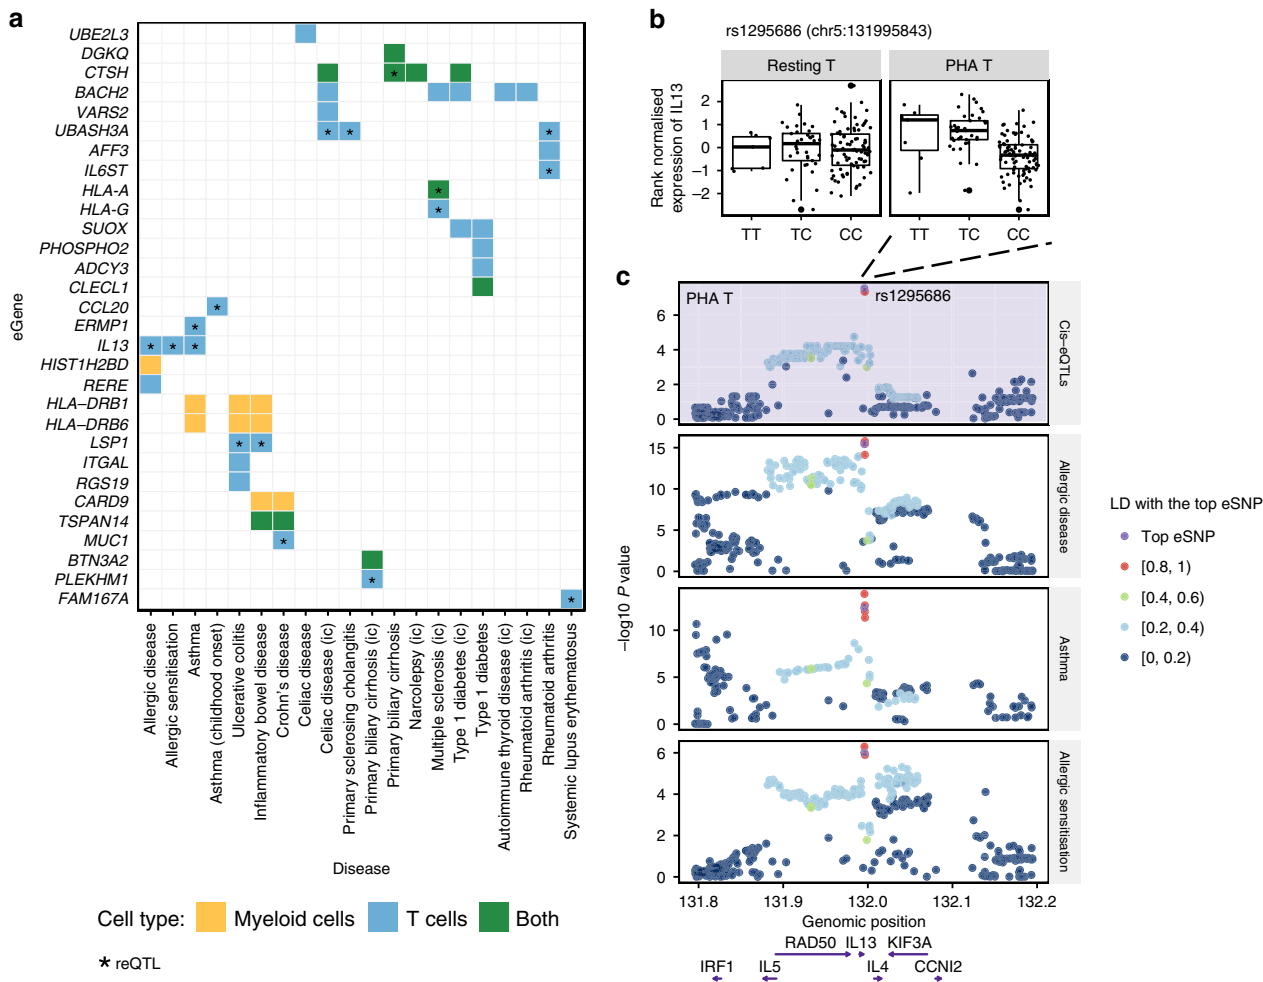 a
eGene
UBE2L3
DGKQ
CTSH
BACH2
VARS2
UBASH3A
AFF3
IL6ST
HLA-A
HLA-G
SUOX
PHOSPHO2
ADCY3
CLECL1
CCL20
ERMP1
IL13
HIST1H2BD
RERE
HLA–DRB1
HLA–DRB6
LSP1
ITGAL
RGS19
CARD9
TSPAN14
MUC1
BTN3A2
PLEKHM1
FAM167A
Allergic disease
Allergic sensitisation
Asthma
Asthma (childhood onset)
Ulcerative colitis
Inflammatory bowel disease
Crohn's disease
Celiac disease
Celiac disease (ic)
Primary sclerosing cholangitis
Primary biliary cirrhosis (ic)
Primary biliary cirrhosis
Narcolepsy (ic)
Multiple sclerosis (ic)
Type 1 diabetes (ic)
Type 1 diabetes
Autoimmune thyroid disease (ic)
Rheumatoid arthritis (ic)
Rheumatoid arthritis
Systemic lupus erythematosus
Disease
Cell type: Myeloid cells T cells Both
* reQTL
b
rs1295686 (chr5:131995843)
Resting T PHA T
Rank normalised
expression of IL13
2
1
0
−1
−2
TT TC CC TT TC CC
c
PHA T
rs1295686
Cis–eQTLs
6
4
2
0
Allergic disease
15
10
5
0
Asthma
10
5
0
Allergic sensitisation
6
4
2
0
−log10 P value
131.8 131.9 132.0 132.1 132.2
Genomic position
RAD50 IL13 KIF3A
IRF1 IL5 IL4 CCNI2
LD with the top eSNP
Top eSNP
[0.8, 1)
[0.4, 0.6)
[0.2, 0.4)
[0, 0.2)